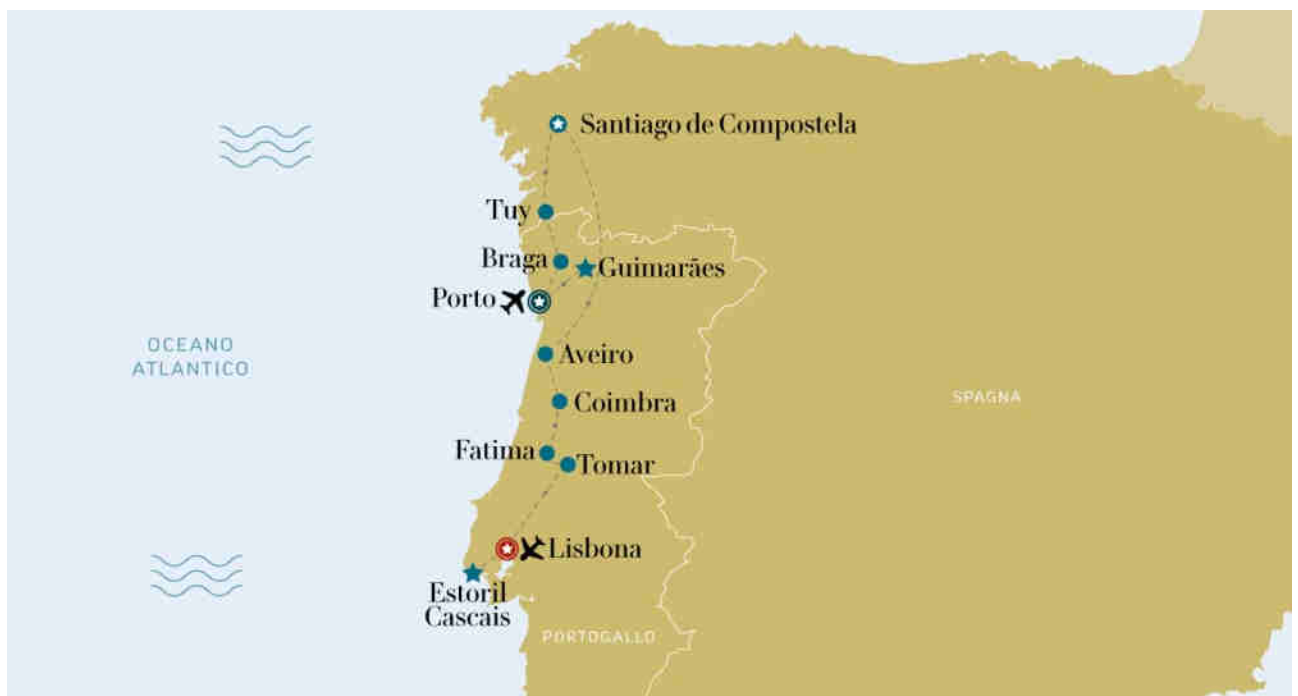 Santiago de Compostela
Tuy
Braga
Guimarães
Porto
OCEANO
ATLANTICO
Aveiro
Coimbra
SPAGNA
Fatima
Tomar
Lisbona
Estoril
Cascais
PORTOGALLO